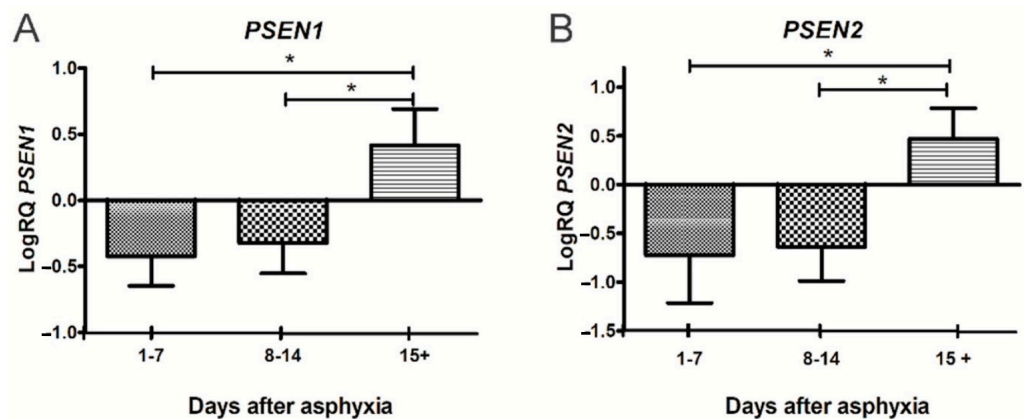 A
PSEN1
*
*
1.0
0.5
0.0
–0.5
–1.0
LogRQ PSEN1
1-7
8-14
15+
Days after asphyxia
B
PSEN2
*
*
1.0
0.5
0.0
–0.5
–1.0
–1.5
LogRQ PSEN2
1-7
8-14
15 +
Days after asphyxia